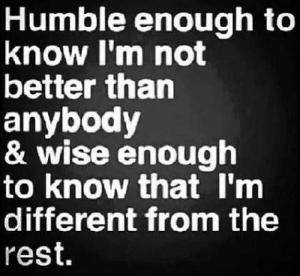 Humble enough to
know I'm not
better than
anybody
& wise enough
to know that I'm
different from the
rest.